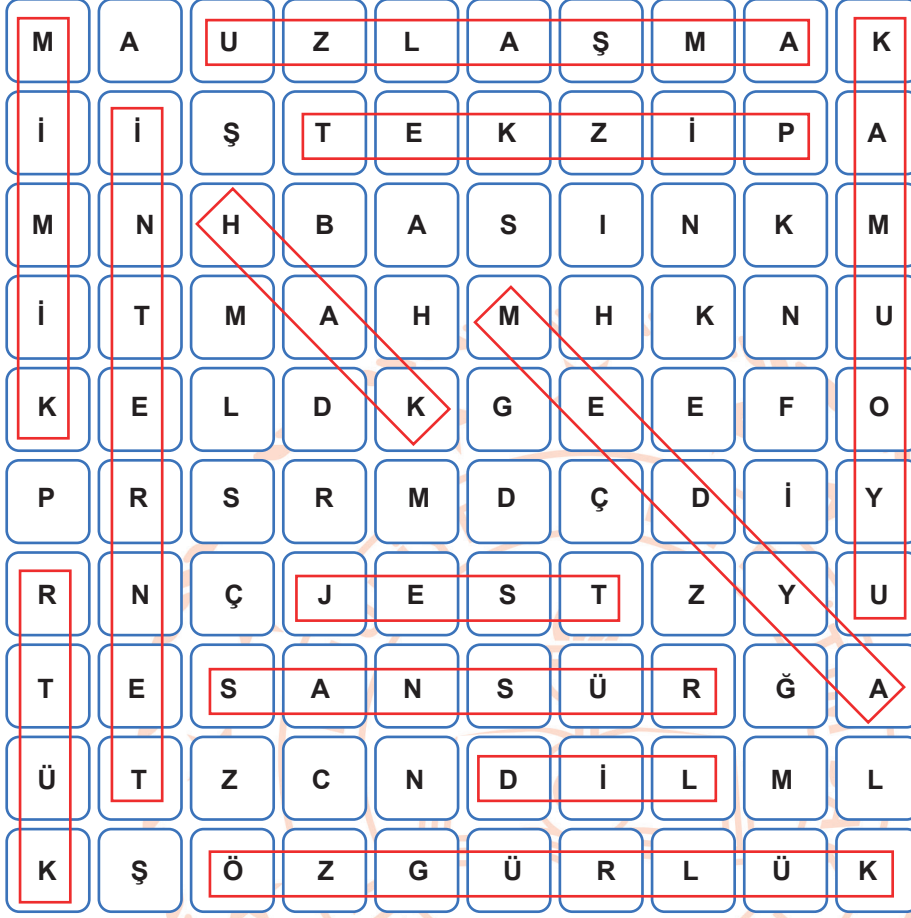 M A U Z L A Ş M A K
İ İ Ş T E K Z İ P A
M N H B A S I N K M
İ T M A H M H K N U
K E L D K G E E F O
P R S R M D Ç D İ Y
R N Ç J E S T Z Y U
T E S A N S Ü R Ğ A
Ü T Z C N D İ L M L
K Ş Ö Z G Ü R L Ü K